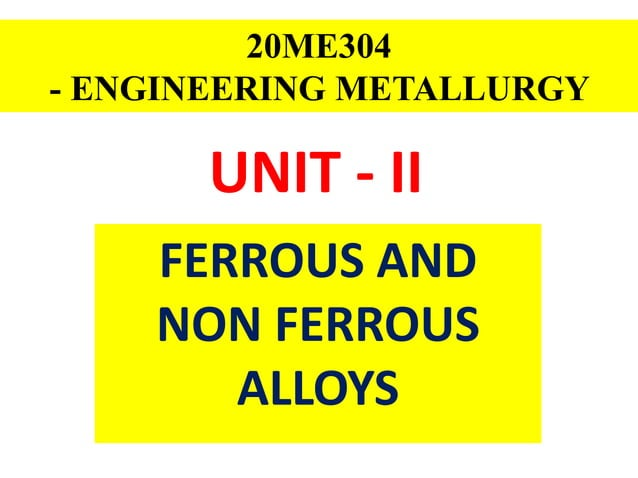 20ME304
- ENGINEERING METALLURGY
UNIT - II
FERROUS AND
NON FERROUS
ALLOYS